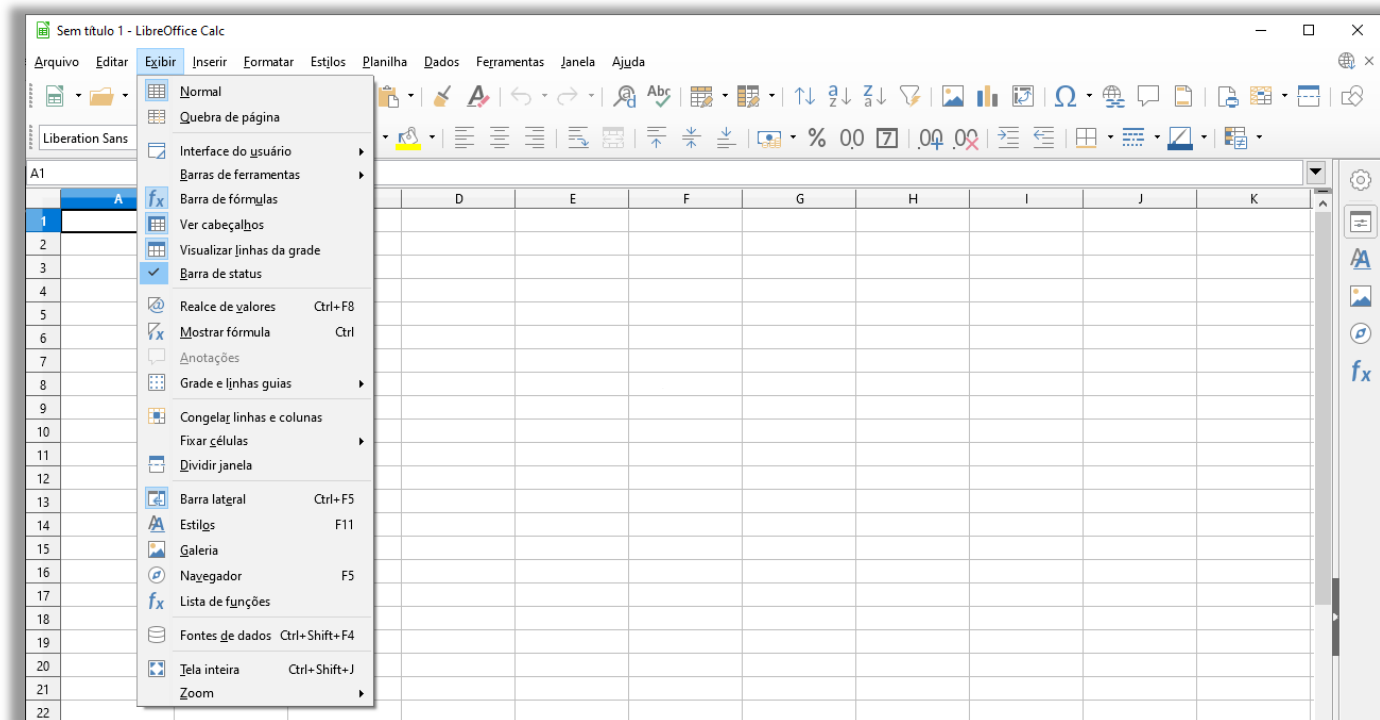 Sem título 1 - LibreOffice Calc
Arquivo Editar Exibir Inserir Formatar Estilos Planilha Dados Ferramentas Janela Ajuda
Liberation Sans
A1
Normal
Quebra de página
Interface do usuário
Barras de ferramentas
Barra de fórmulas
Ver cabeçalhos
Visualizar linhas da grade
Barra de status
Realce de valores Ctrl+F8
Mostrar fórmula Ctrl
Anotações
Grade e linhas guias
Congelar linhas e colunas
Fixar células
Dividir janela
Barra lateral Ctrl+F5
Estilos F11
Galeria
Navegador F5
Lista de funções
Fontes de dados Ctrl+Shift+F4
Tela inteira Ctrl+Shift+J
Zoom
A D E F G H I J K
1
2
3
4
5
6
7
8
9
10
11
12
13
14
15
16
17
18
19
20
21
22